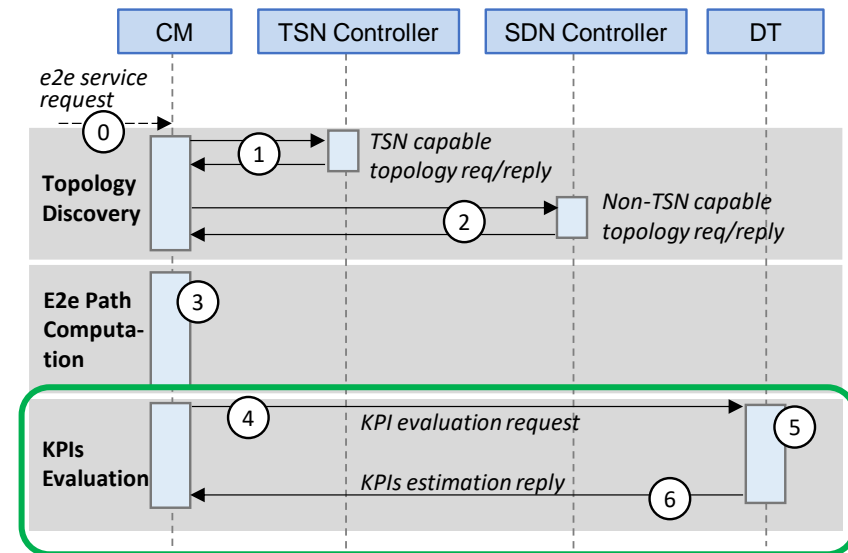 CM
TSN Controller
SDN Controller
DT
e2e service
request
0
1
TSN capable
topology req/reply
Topology
Discovery
2
Non-TSN capable
topology req/reply
E2e Path
Computa-
tion
3
4
KPI evaluation request
5
KPIs
Evaluation
KPIs estimation reply
6